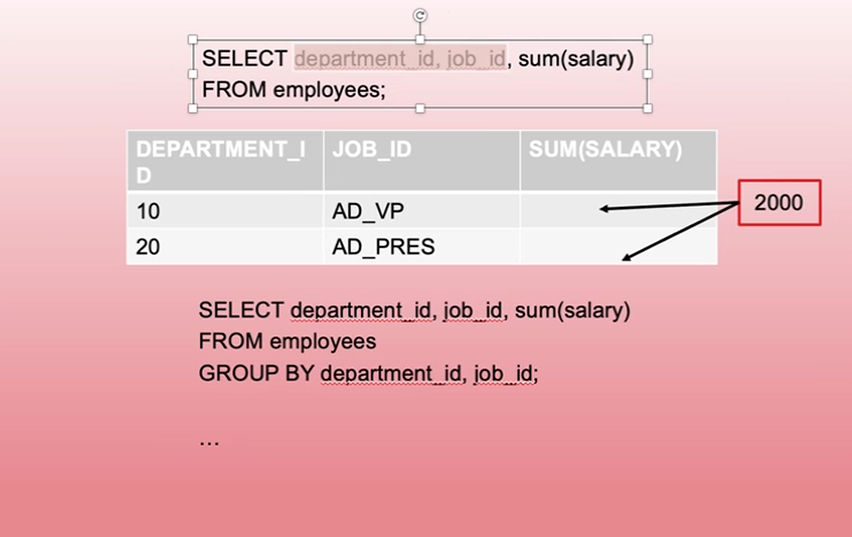 SELECT department_id, job_id, sum(salary)
FROM employees;
DEPARTMENT_I
D
JOB_ID
SUM(SALARY)
10
AD_VP
2000
20
AD_PRES
SELECT department_id, job_id, sum(salary)
FROM employees
GROUP BY department_id, job_id;
...